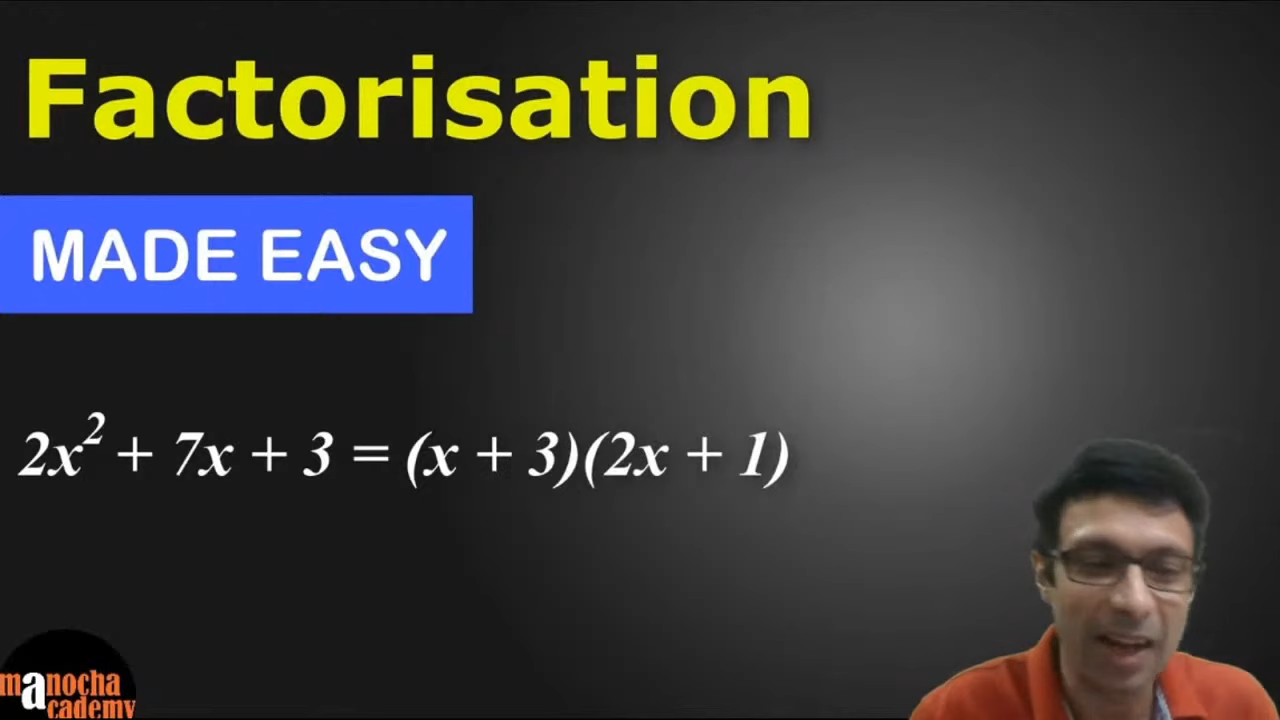 Factorisation
MADE EASY
2x² + 7x + 3 = (x + 3)(2x + 1)
manocha
academy